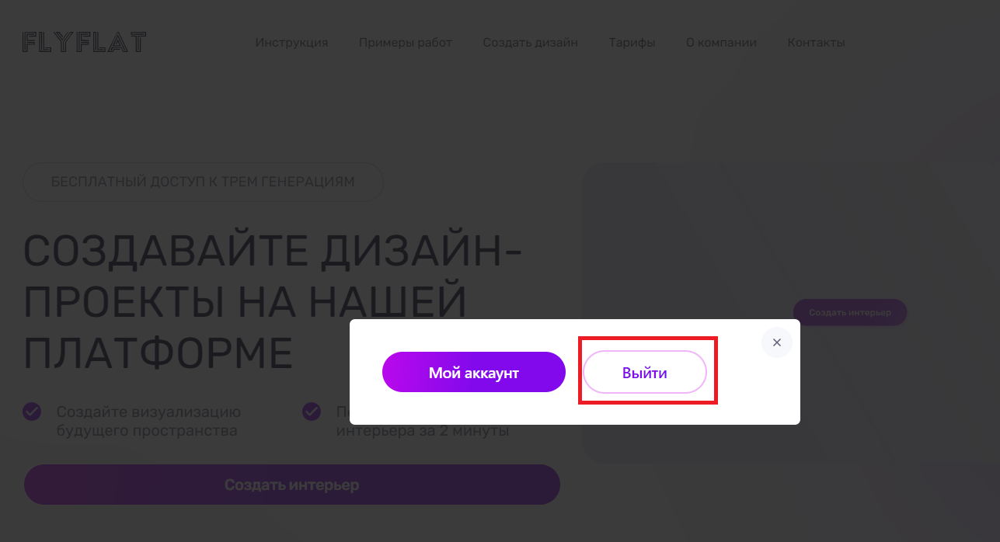 FLYFLAT
Инструкция Примеры работ Создать дизайн Тарифы О компании Контакты
БЕСПЛАТНЫЙ ДОСТУП К ТРЕМ ГЕНЕРАЦИЯМ
СОЗДАВАЙТЕ ДИЗАЙН-
ПРОЕКТЫ НА НАШЕЙ
ПЛАТФОРМЕ
Создать интерьер
Мой аккаунт
Выйти
Создайте визуализацию
будущего пространства
интерьера за 2 минуты
Создать интерьер